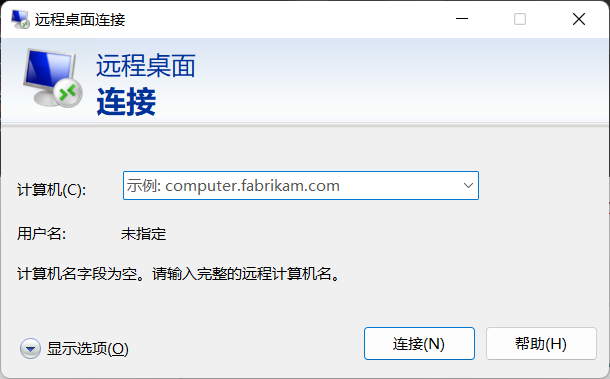 远程桌面连接
远程桌面
连接
计算机(C):
示例: computer.fabrikam.com
用户名:
未指定
计算机名字段为空。请输入完整的远程计算机名。
显示选项(O)
连接(N)
帮助(H)